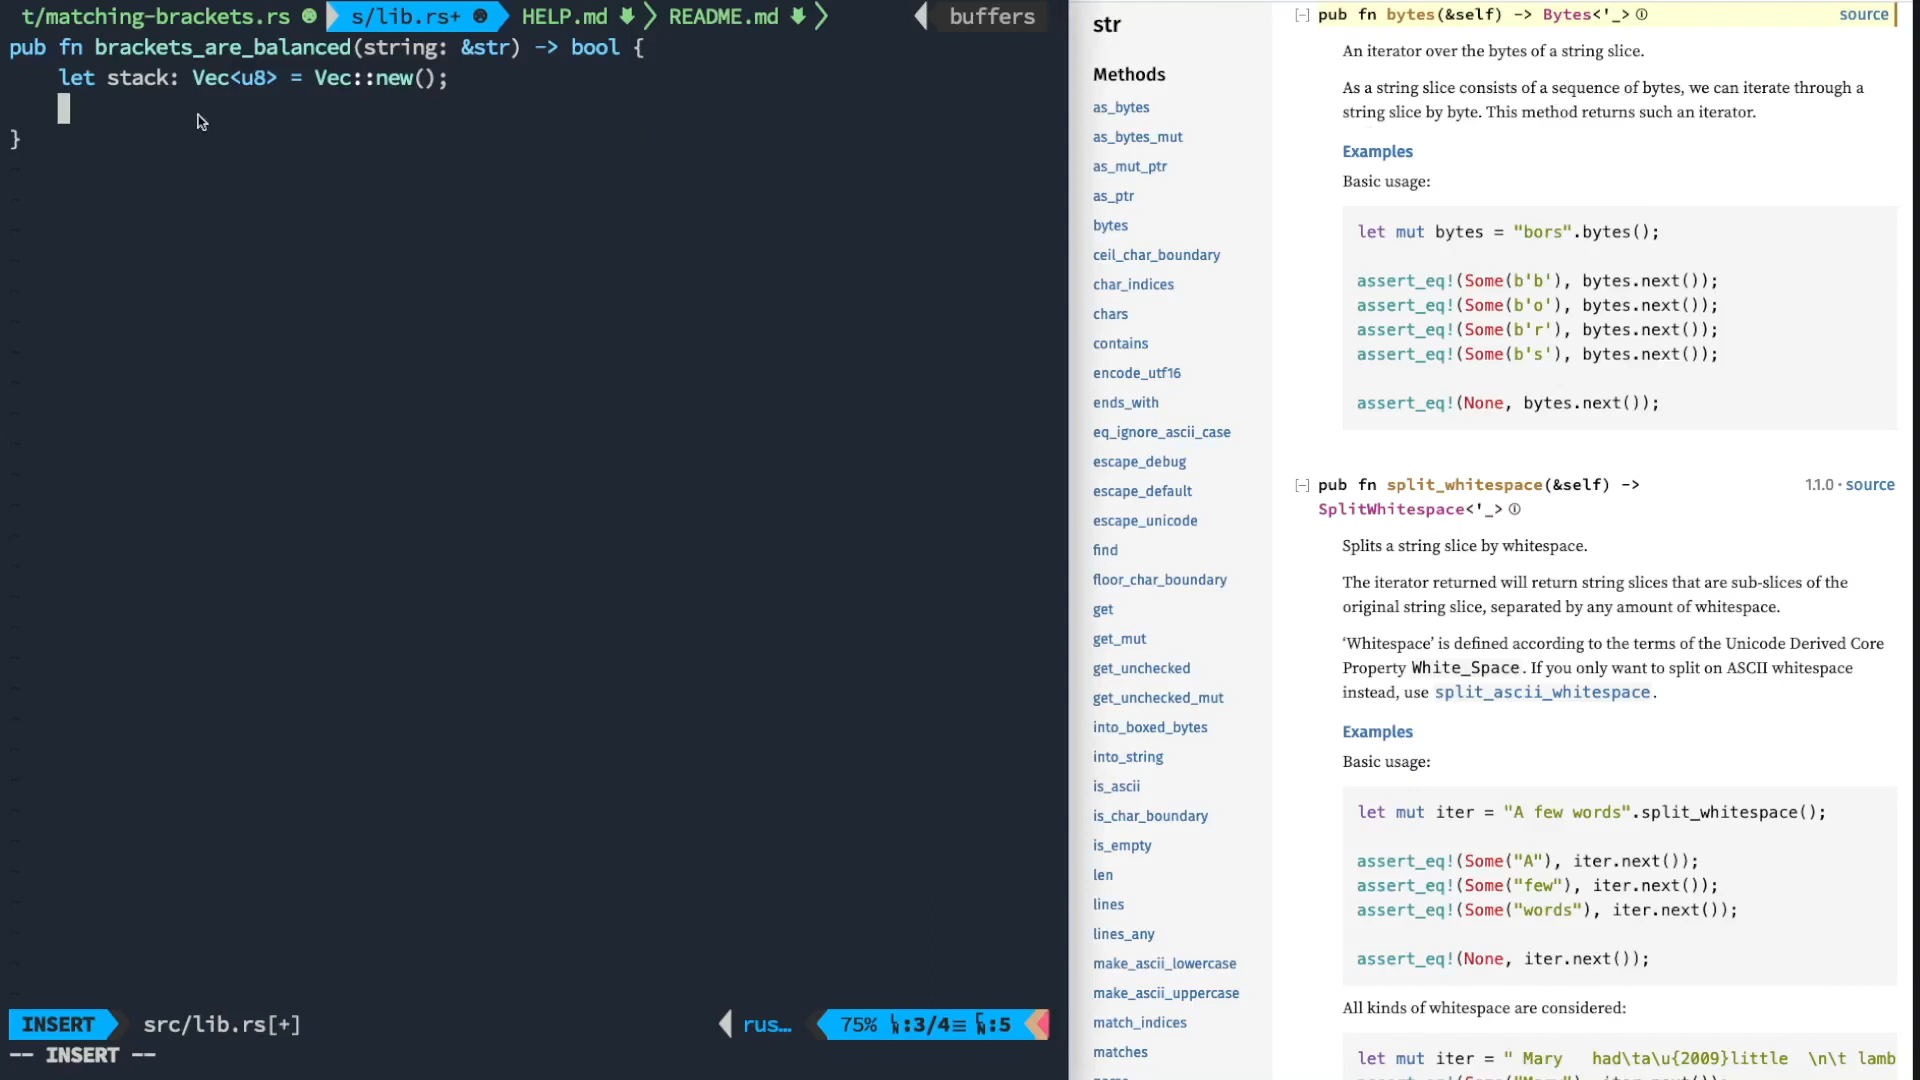 t/matching-brackets.rs
s/lib.rs+
HELP.md
README.md
buffers
pub fn brackets_are_balanced(string: &str) -> bool {
let stack: Vec<u8> = Vec::new();
}
INSERT src/lib.rs[+]
rus… 75% :3/4 :5
-- INSERT --
str
Methods
as_bytes
as_bytes_mut
as_mut_ptr
as_ptr
bytes
ceil_char_boundary
char_indices
chars
contains
encode_utf16
ends_with
eq_ignore_ascii_case
escape_debug
escape_default
escape_unicode
find
floor_char_boundary
get
get_mut
get_unchecked
get_unchecked_mut
into_boxed_bytes
into_string
is_ascii
is_char_boundary
is_empty
len
lines
lines_any
make_ascii_lowercase
make_ascii_uppercase
match_indices
matches
[-] pub fn bytes(&self) -> Bytes<'_> ⓘ source
An iterator over the bytes of a string slice.
As a string slice consists of a sequence of bytes, we can iterate through a
string slice by byte. This method returns such an iterator.
Examples
Basic usage:
let mut bytes = "bors".bytes();
assert_eq!(Some(b'b'), bytes.next());
assert_eq!(Some(b'o'), bytes.next());
assert_eq!(Some(b'r'), bytes.next());
assert_eq!(Some(b's'), bytes.next());
assert_eq!(None, bytes.next());
[-] pub fn split_whitespace(&self) -> 1.1.0 · source
SplitWhitespace<'_> ⓘ
Splits a string slice by whitespace.
The iterator returned will return string slices that are sub-slices of the
original string slice, separated by any amount of whitespace.
‘Whitespace’ is defined according to the terms of the Unicode Derived Core
Property White_Space. If you only want to split on ASCII whitespace
instead, use split_ascii_whitespace.
Examples
Basic usage:
let mut iter = "A few words".split_whitespace();
assert_eq!(Some("A"), iter.next());
assert_eq!(Some("few"), iter.next());
assert_eq!(Some("words"), iter.next());
assert_eq!(None, iter.next());
All kinds of whitespace are considered:
let mut iter = " Mary had\ta\u{2009}little \n\t lamb